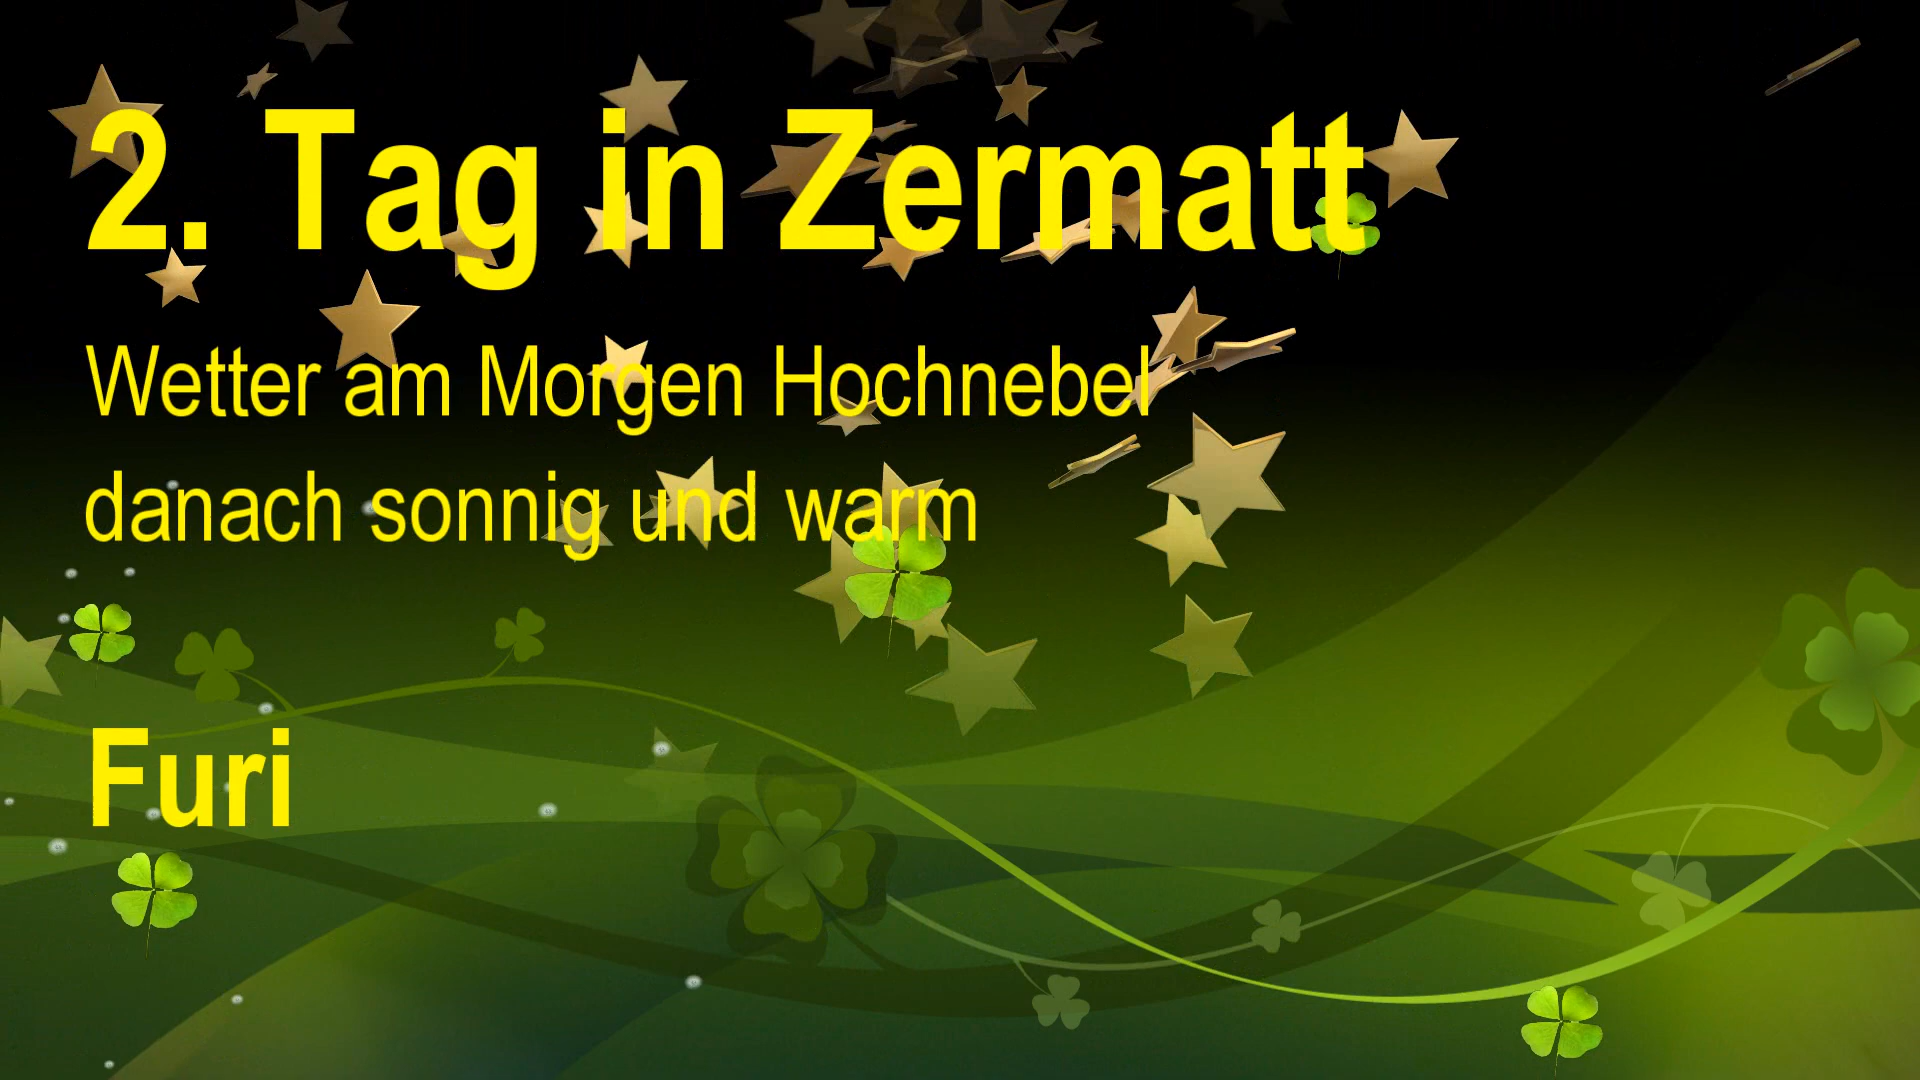 2. Tag in Zermatt
Wetter am Morgen Hochnebel
danach sonnig und warm
Furi